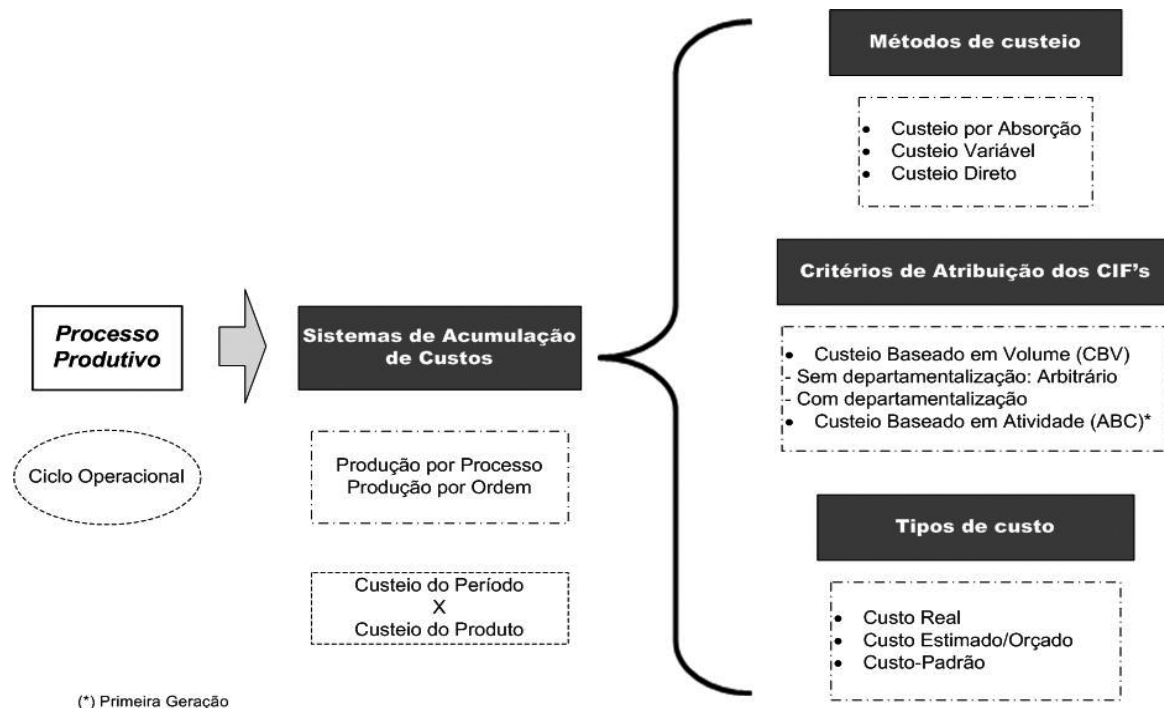 Processo
Produtivo
Ciclo Operacional
Sistemas de Acumulação
de Custos
Produção por Processo
Produção por Ordem
Custeio do Período
X
Custeio do Produto
Métodos de custeio
• Custeio por Absorção
• Custeio Variável
• Custeio Direto
Critérios de Atribuição dos CIF's
• Custeio Baseado em Volume (CBV)
- Sem departamentalização: Arbitrário
- Com departamentalização
• Custeio Baseado em Atividade (ABC)*
Tipos de custo
• Custo Real
• Custo Estimado/Orçado
• Custo-Padrão
(*) Primeira Geração